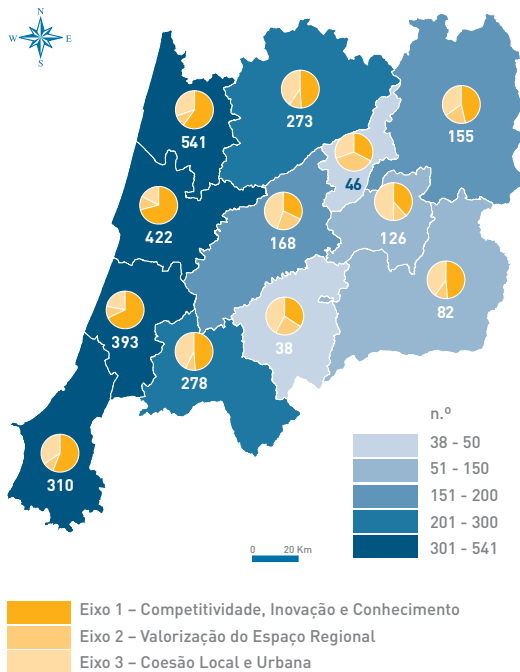 N
W E
S
541
273
155
46
422
168
126
82
393
38
278
310
n.º
38 - 50
51 - 150
151 - 200
201 - 300
301 - 541
0 20 Km
Eixo 1 – Competitividade, Inovação e Conhecimento
Eixo 2 – Valorização do Espaço Regional
Eixo 3 – Coesão Local e Urbana